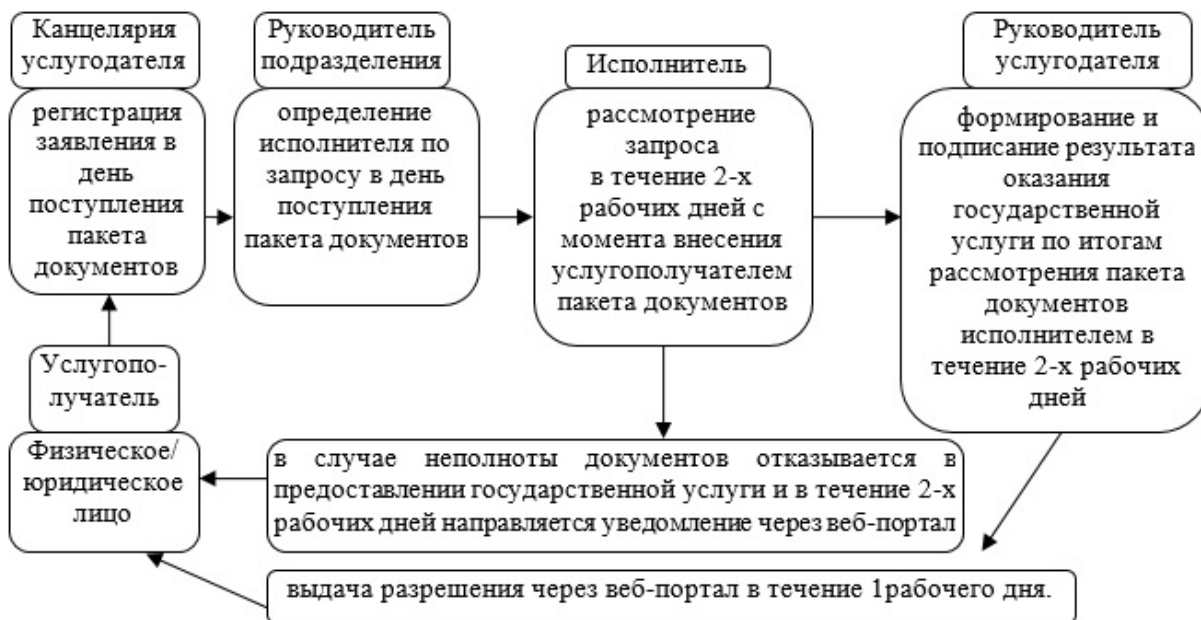 Канцелярия
услугодателя
регистрация
заявления в
день
поступления
пакета
документов
Руководитель
подразделения
определение
исполнителя по
запросу в день
поступления
пакета документов
Исполнитель
рассмотрение
запроса
в течение 2-х
рабочих дней с
момента внесения
услугополучателем
пакета документов
Руководитель
услугодателя
формирование и
подписание результата
оказания
государственной
услуги по итогам
рассмотрения пакета
документов
исполнителем в
течение 2-х рабочих
дней
Услугопо-
лучатель
Физическое/
юридическое
лицо
в случае неполноты документов отказывается в
предоставлении государственной услуги и в течение 2-х
рабочих дней направляется уведомление через веб-портал
выдача разрешения через веб-портал в течение 1рабочего дня.